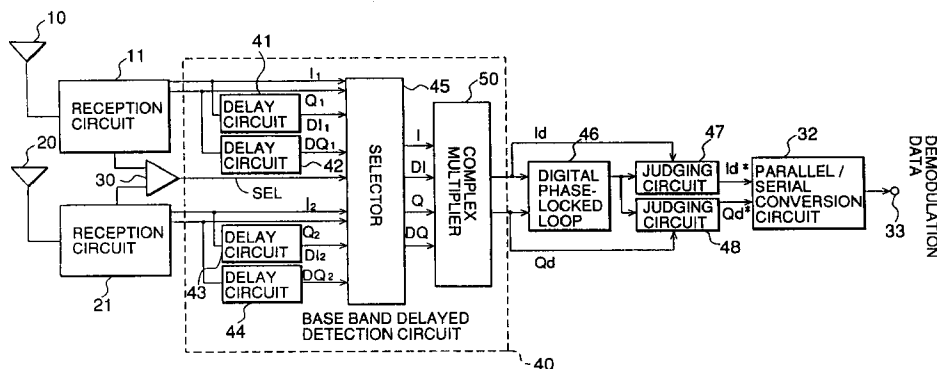 10
11
RECEPTION
CIRCUIT
20
30
RECEPTION
CIRCUIT
21
41
I1
DELAY
CIRCUIT
Q1
DI1
DELAY
CIRCUIT
DQ1
42
SEL
I2
DELAY
CIRCUIT
Q2
DI2
43
DELAY
CIRCUIT
DQ2
44
45
SELECTOR
I
DI
Q
DQ
50
COMPLEX
MULTIPLIER
BASE BAND DELAYED
DETECTION CIRCUIT
40
Id
46
DIGITAL
PHASE-
LOCKED
LOOP
Qd
47
JUDGING
CIRCUIT
Id*
JUDGING
CIRCUIT
Qd*
48
32
PARALLEL /
SERIAL
CONVERSION
CIRCUIT
33
DEMODULATION
DATA